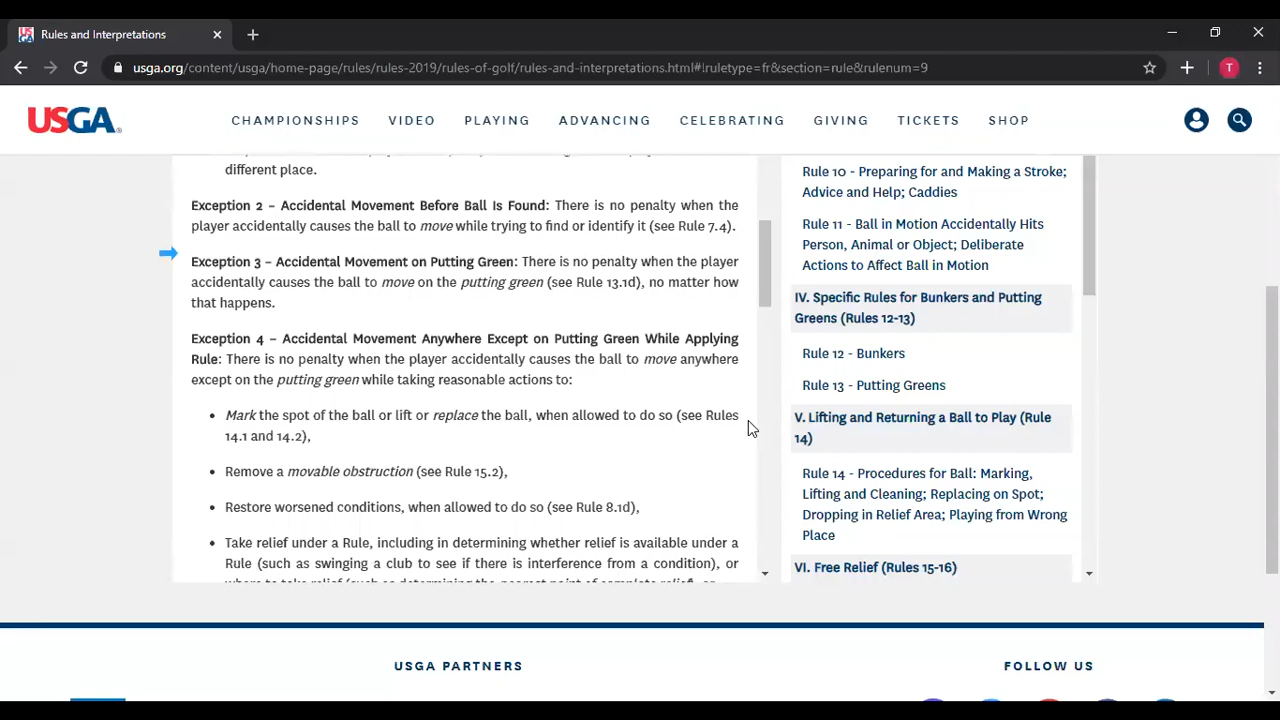 Rules and Interpretations
usga.org/content/usga/home-page/rules/rules-2019/rules-of-golf/rules-and-interpretations.html#!ruletype=fr&section=rule&rulenum=9
T
USGA
CHAMPIONSHIPS VIDEO PLAYING ADVANCING CELEBRATING GIVING TICKETS SHOP
different place.
Exception 2 – Accidental Movement Before Ball Is Found: There is no penalty when the
player accidentally causes the ball to move while trying to find or identify it (see Rule 7.4).
Exception 3 – Accidental Movement on Putting Green: There is no penalty when the player
accidentally causes the ball to move on the putting green (see Rule 13.1d), no matter how
that happens.
Exception 4 – Accidental Movement Anywhere Except on Putting Green While Applying
Rule: There is no penalty when the player accidentally causes the ball to move anywhere
except on the putting green while taking reasonable actions to:
• Mark the spot of the ball or lift or replace the ball, when allowed to do so (see Rules
14.1 and 14.2),
• Remove a movable obstruction (see Rule 15.2),
• Restore worsened conditions, when allowed to do so (see Rule 8.1d),
• Take relief under a Rule, including in determining whether relief is available under a
Rule (such as swinging a club to see if there is interference from a condition), or
where to take relief (such as determining the nearest point of complete relief), or
Rule 10 - Preparing for and Making a Stroke;
Advice and Help; Caddies
Rule 11 - Ball in Motion Accidentally Hits
Person, Animal or Object; Deliberate
Actions to Affect Ball in Motion
IV. Specific Rules for Bunkers and Putting
Greens (Rules 12-13)
Rule 12 - Bunkers
Rule 13 - Putting Greens
V. Lifting and Returning a Ball to Play (Rule
14)
Rule 14 - Procedures for Ball: Marking,
Lifting and Cleaning; Replacing on Spot;
Dropping in Relief Area; Playing from Wrong
Place
VI. Free Relief (Rules 15-16)
USGA PARTNERS
FOLLOW US